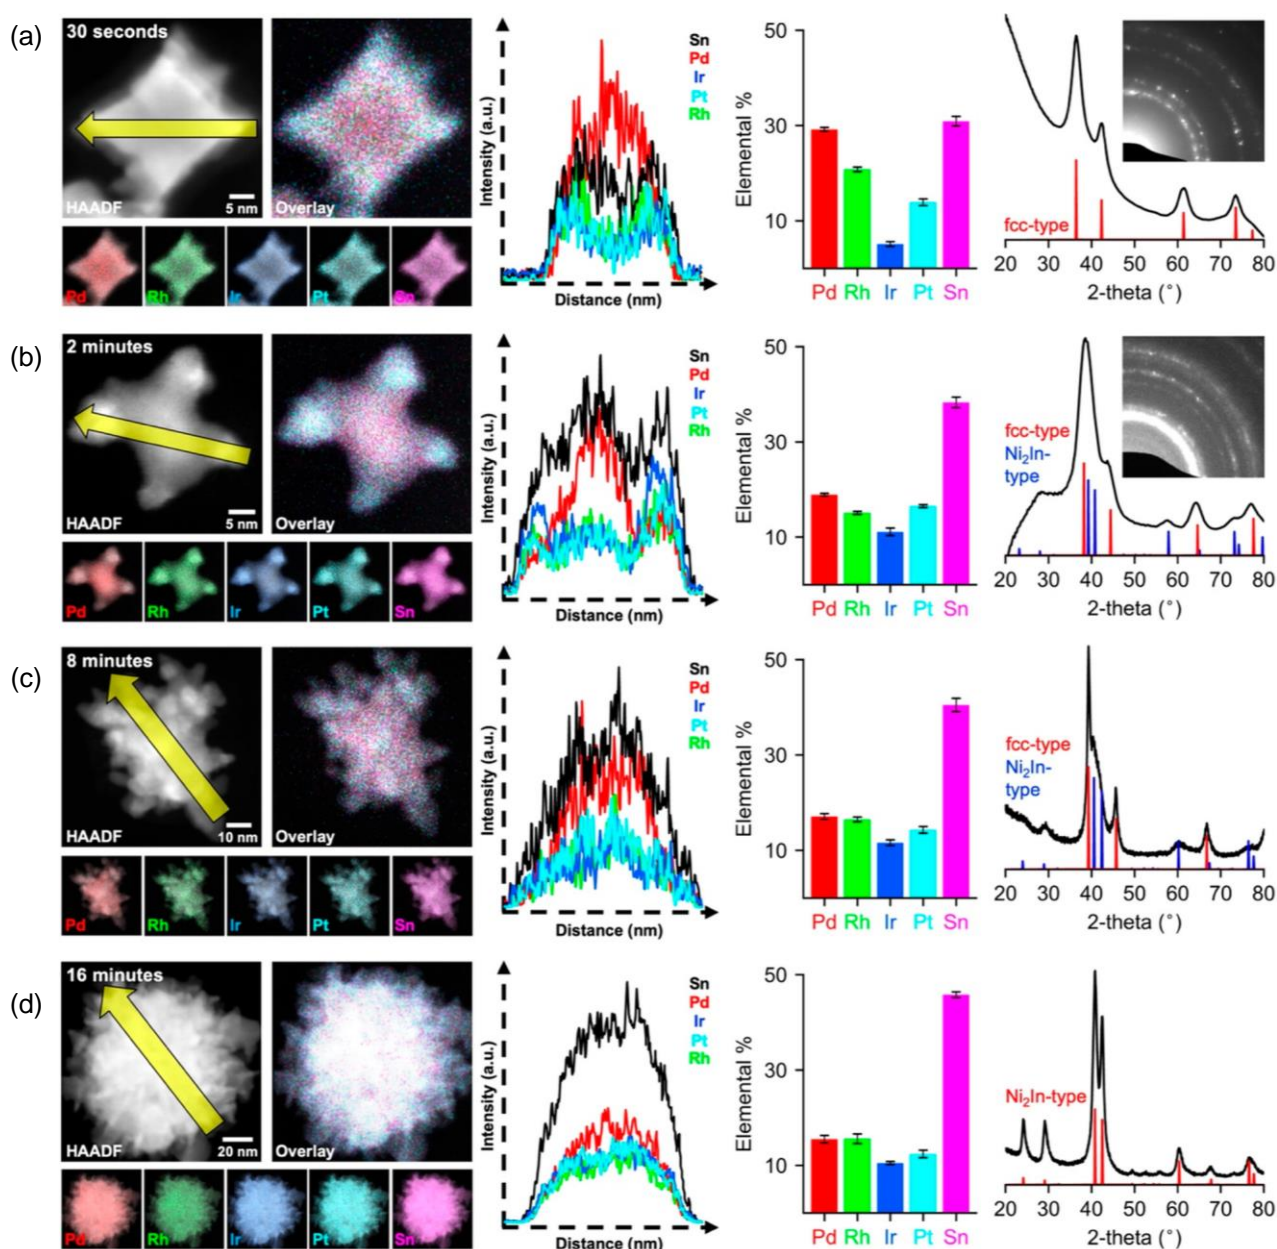 (a)
30 seconds
HAADF
5 nm
Overlay
Pd
Rh
Ir
Pt
Sn
Intensity (a.u.)
Distance (nm)
Sn
Pd
Ir
Pt
Rh
Elemental %
50
30
10
Pd Rh Ir Pt Sn
fcc-type
20 30 40 50 60 70 80
2-theta (°)
(b)
2 minutes
HAADF
5 nm
Overlay
Pd
Rh
Ir
Pt
Sn
Intensity (a.u.)
Distance (nm)
Sn
Pd
Ir
Pt
Rh
Elemental %
50
30
10
Pd Rh Ir Pt Sn
fcc-type
Ni₂In-
type
20 30 40 50 60 70 80
2-theta (°)
(c)
8 minutes
HAADF
10 nm
Overlay
Pd
Rh
Ir
Pt
Sn
Intensity (a.u.)
Distance (nm)
Sn
Pd
Ir
Pt
Rh
Elemental %
50
30
10
Pd Rh Ir Pt Sn
fcc-type
Ni₂In-
type
20 30 40 50 60 70 80
2-theta (°)
(d)
16 minutes
HAADF
20 nm
Overlay
Pd
Rh
Ir
Pt
Sn
Intensity (a.u.)
Distance (nm)
Sn
Pd
Ir
Pt
Rh
Elemental %
50
30
10
Pd Rh Ir Pt Sn
Ni₂In-type
20 30 40 50 60 70 80
2-theta (°)